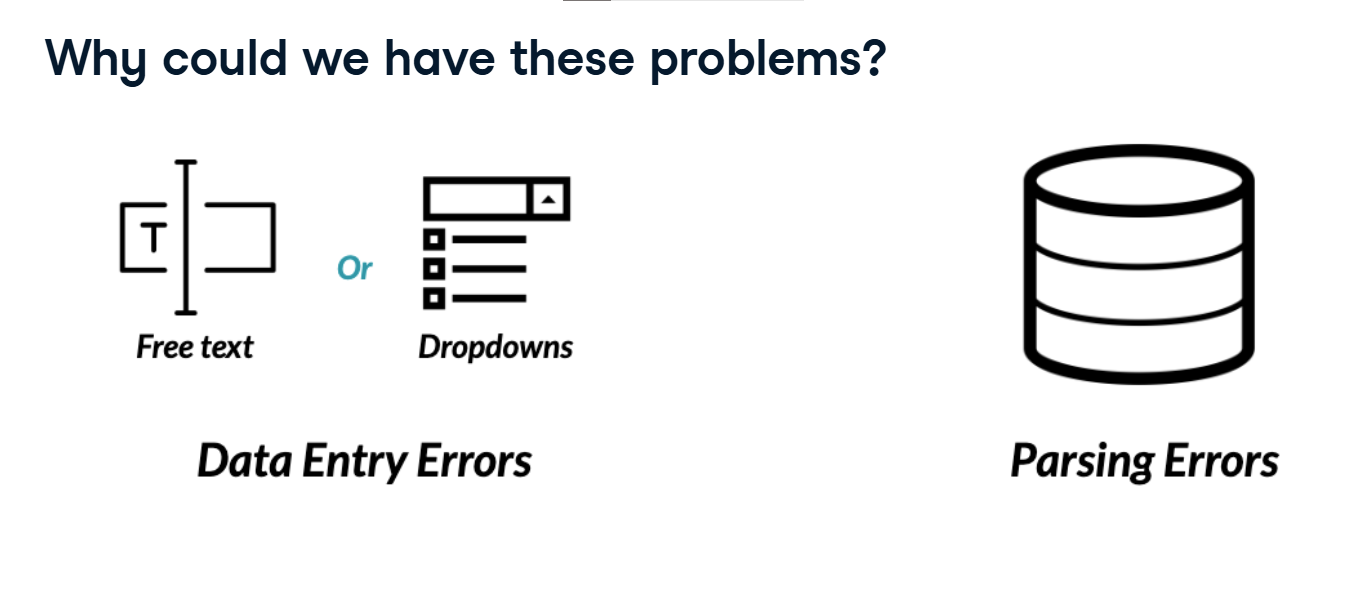 Why could we have these problems?
T
Or
Free text
Dropdowns
Data Entry Errors
Parsing Errors